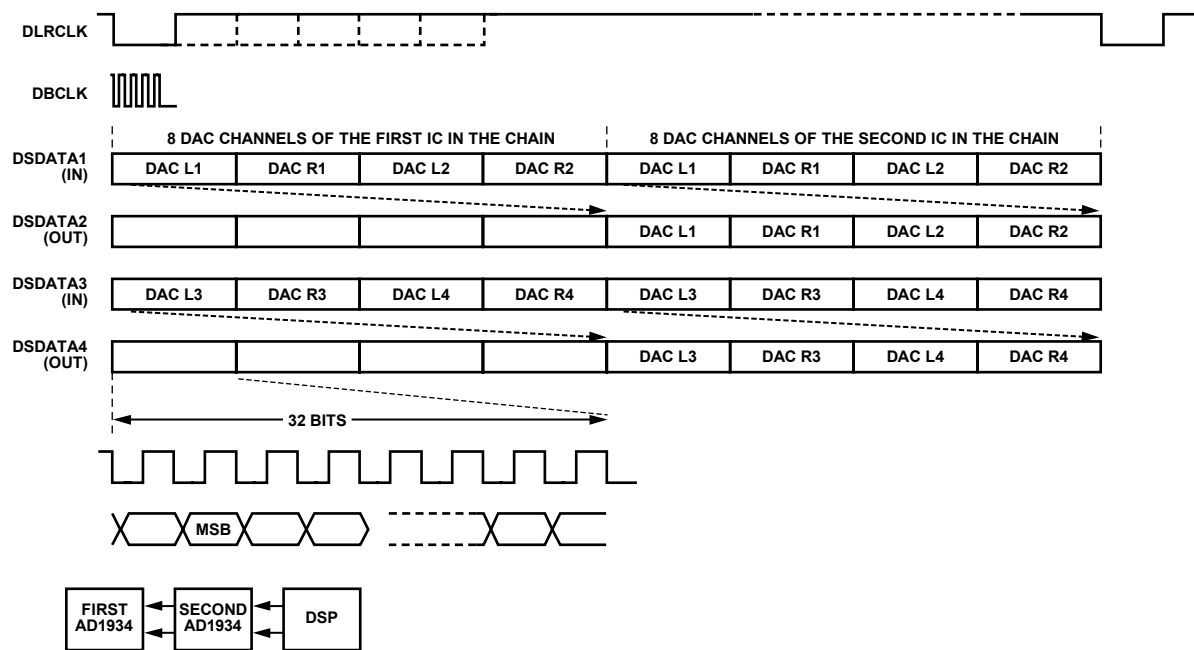 DLRCLK
DBCLK
8 DAC CHANNELS OF THE FIRST IC IN THE CHAIN 8 DAC CHANNELS OF THE SECOND IC IN THE CHAIN
DSDATA1
(IN)
DAC L1 DAC R1 DAC L2 DAC R2 DAC L1 DAC R1 DAC L2 DAC R2
DSDATA2
(OUT)
DAC L1 DAC R1 DAC L2 DAC R2
DSDATA3
(IN)
DAC L3 DAC R3 DAC L4 DAC R4 DAC L3 DAC R3 DAC L4 DAC R4
DSDATA4
(OUT)
DAC L3 DAC R3 DAC L4 DAC R4
32 BITS
MSB
FIRST
AD1934
SECOND
AD1934
DSP